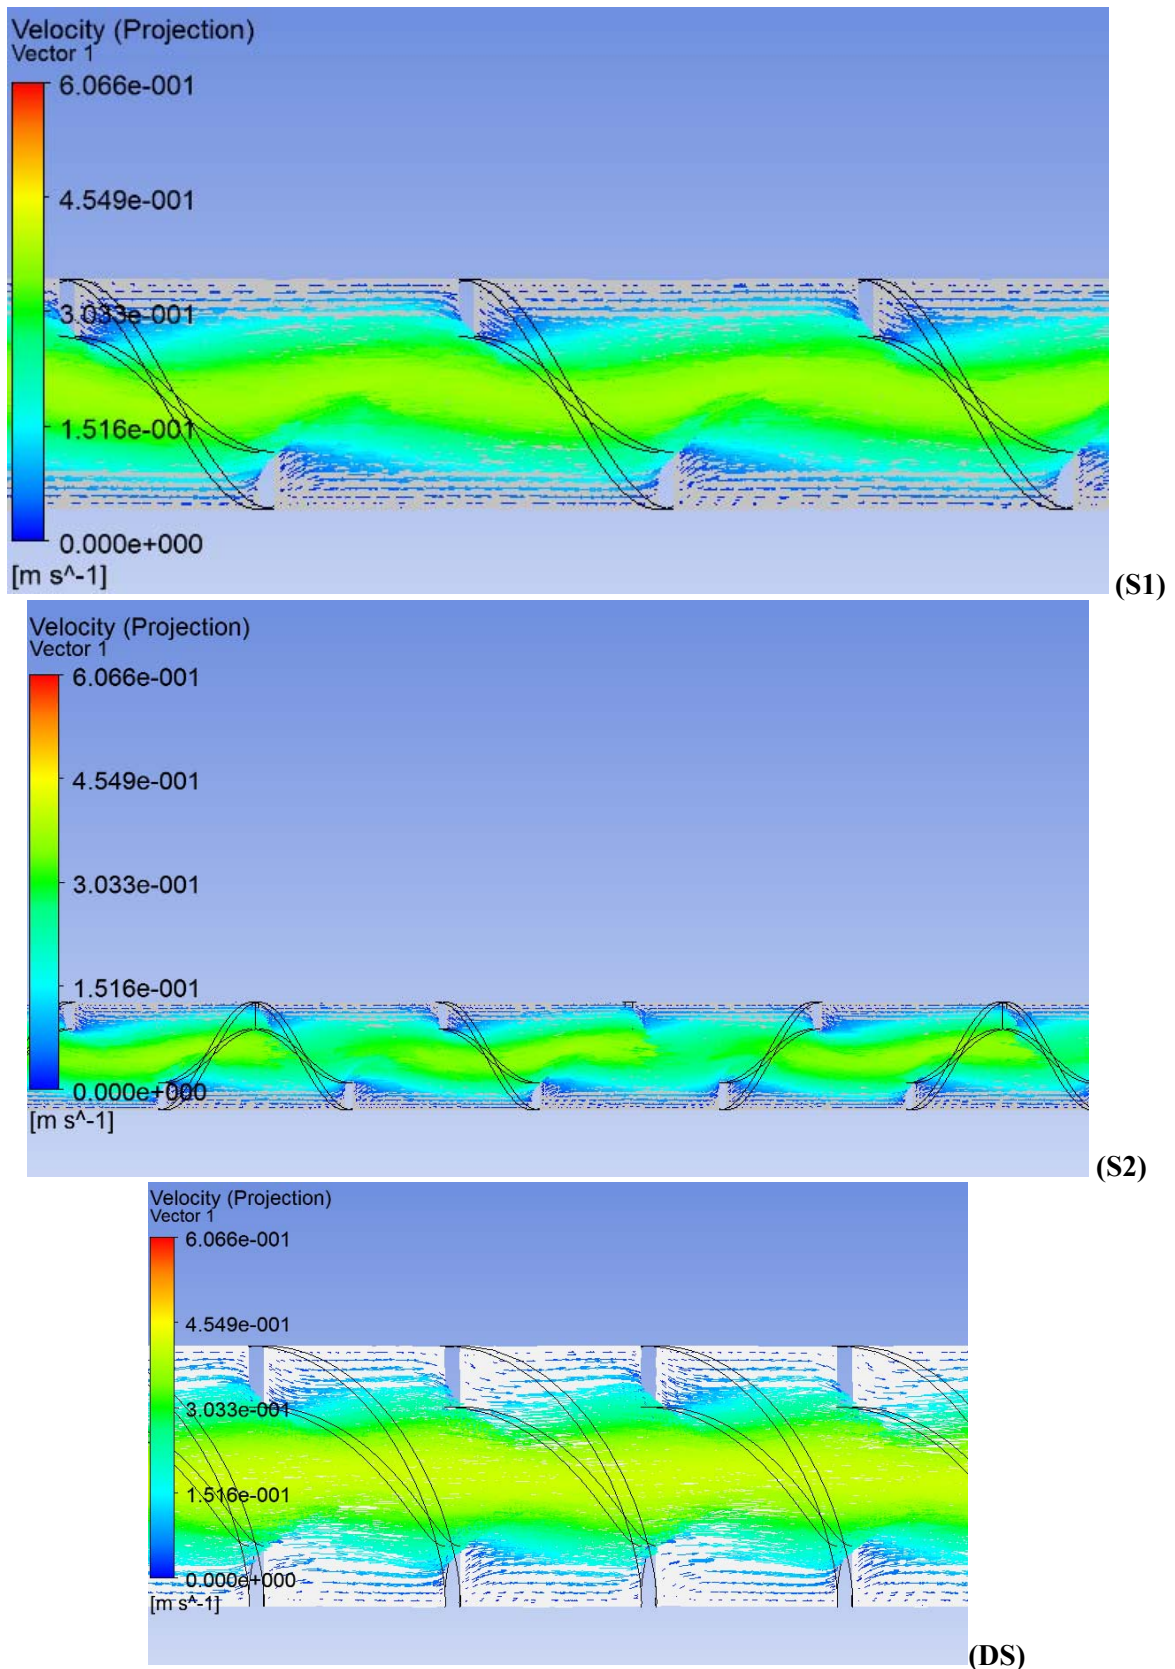 Velocity (Projection)
Vector 1
6.066e-001
4.549e-001
3.033e-001
1.516e-001
0.000e+000
[m s^-1]
(S1)
Velocity (Projection)
Vector 1
6.066e-001
4.549e-001
3.033e-001
1.516e-001
0.000e+000
[m s^-1]
(S2)
Velocity (Projection)
Vector 1
6.066e-001
4.549e-001
3.033e-001
1.516e-001
0.000e+000
[m s^-1]
(DS)